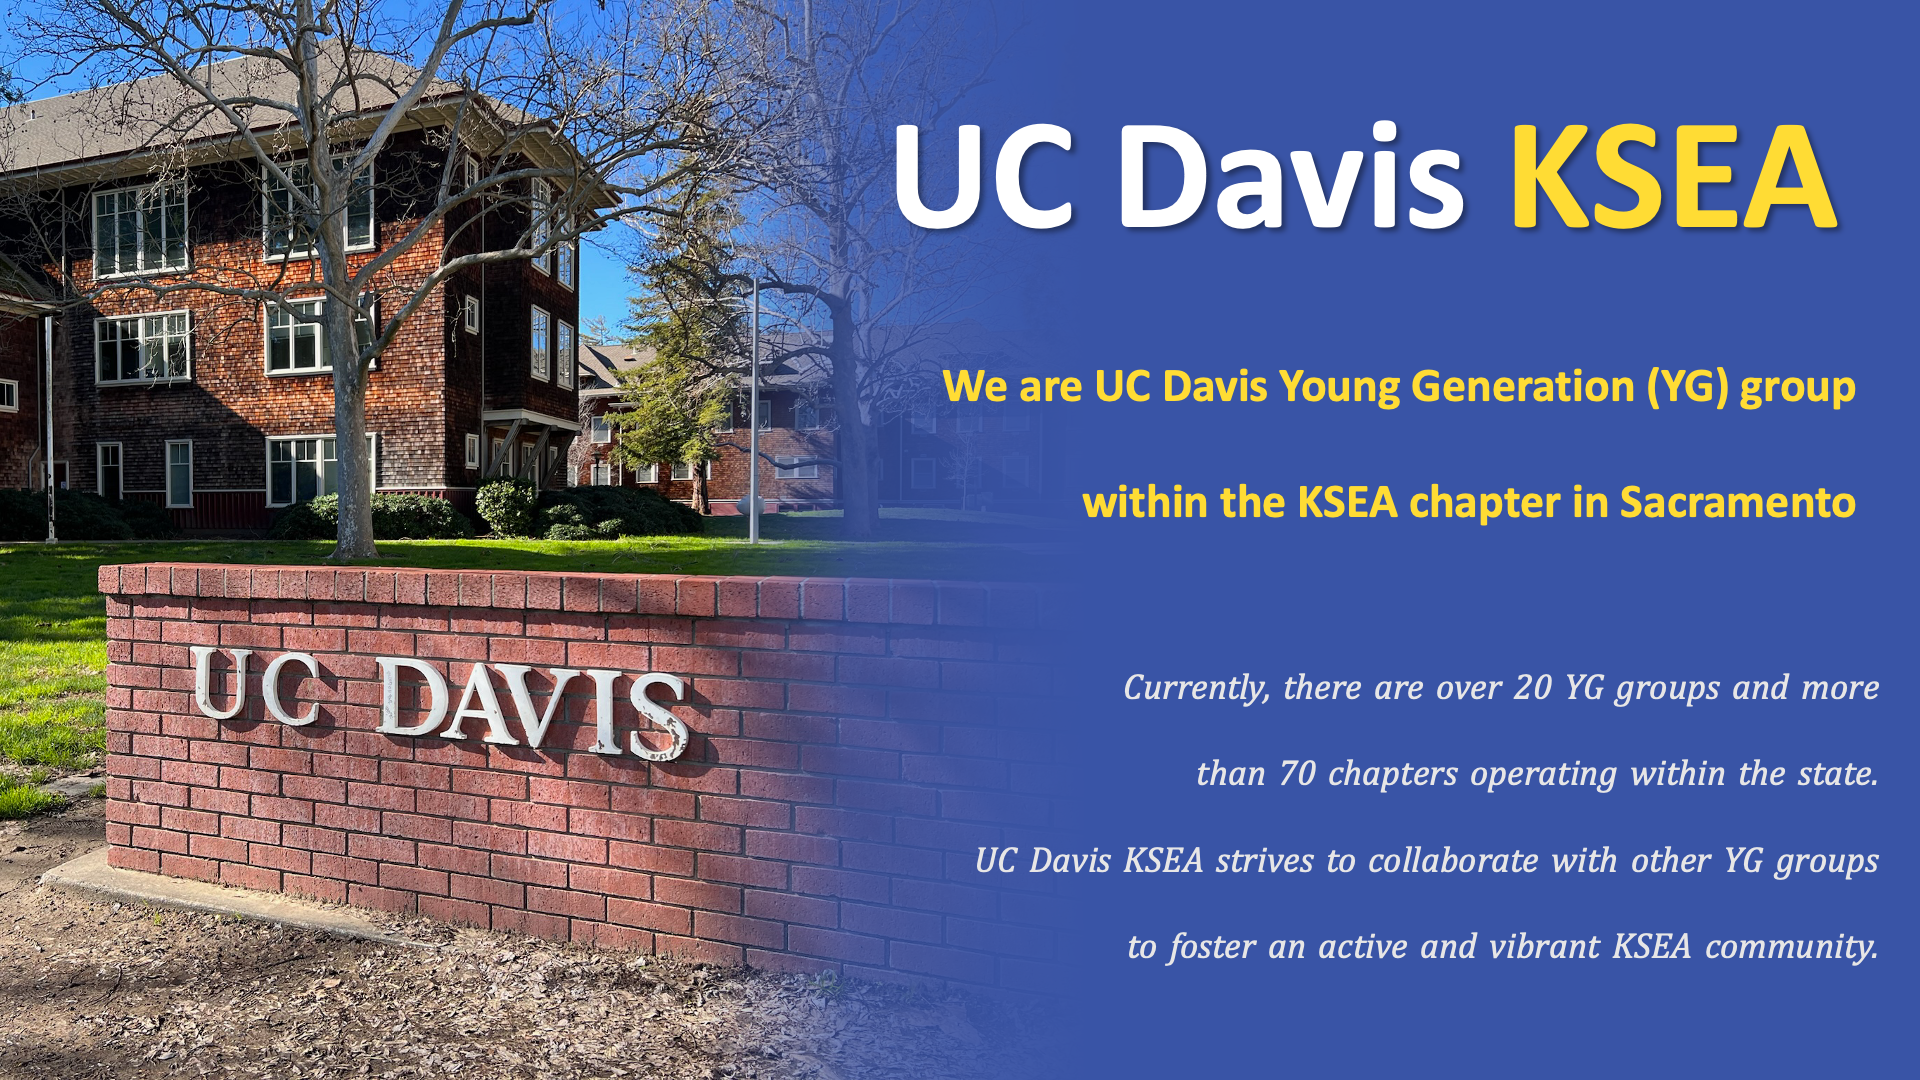 UC Davis KSEA
We are UC Davis Young Generation (YG) group
within the KSEA chapter in Sacramento
UC DAVIS
Currently, there are over 20 YG groups and more
than 70 chapters operating within the state.
UC Davis KSEA strives to collaborate with other YG groups
to foster an active and vibrant KSEA community.